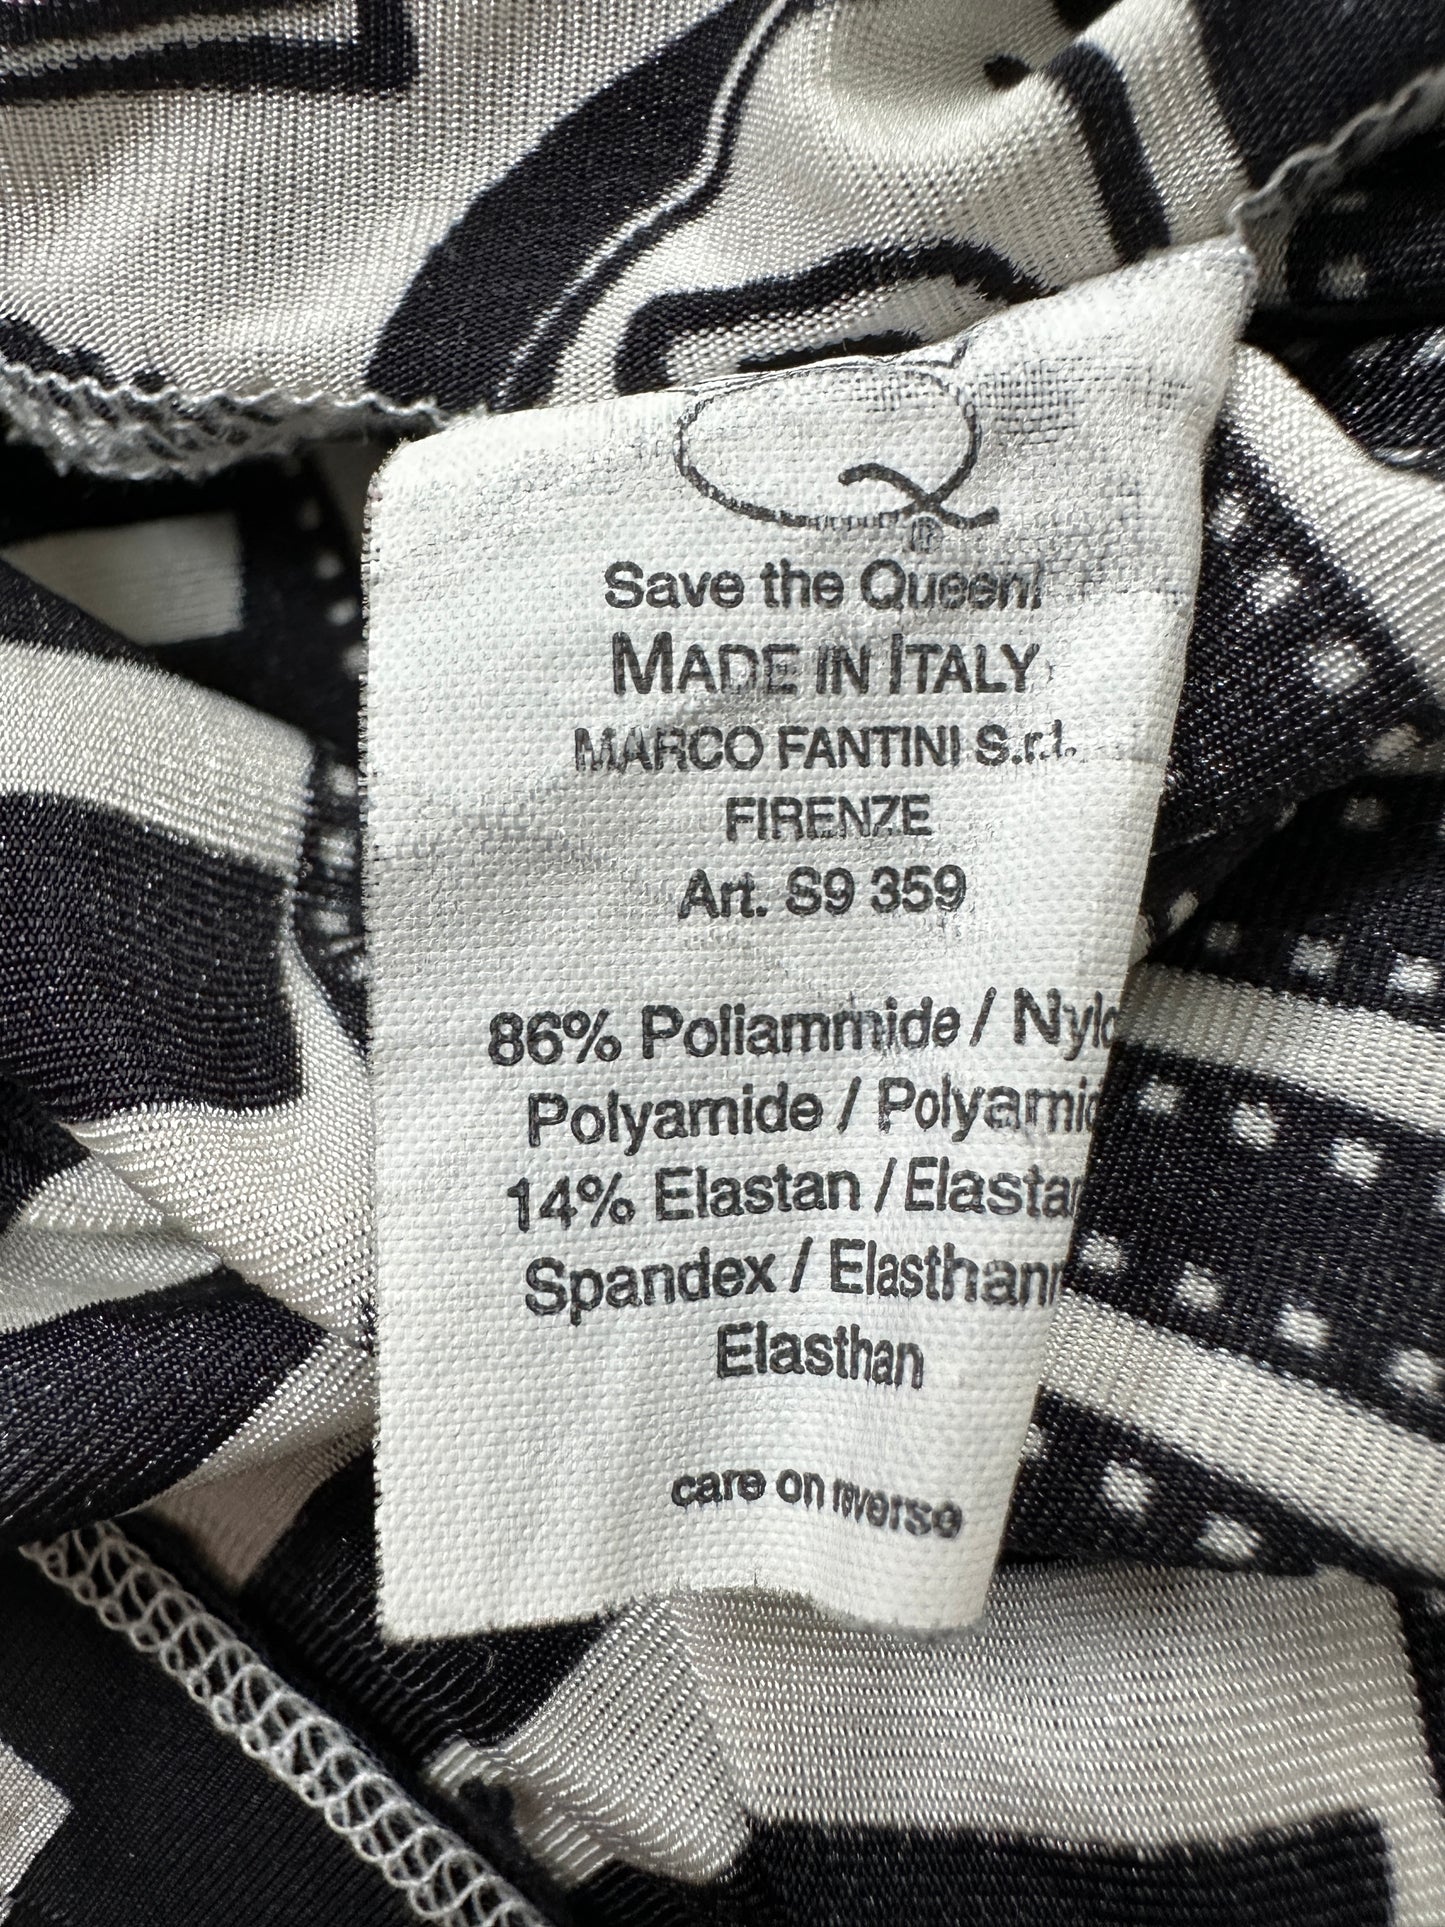 Q
®
Save the Queen!
MADE IN ITALY
MARCO FANTINI S.r.l.
FIRENZE
Art. S9 359
86% Poliammide / Nylo
Polyamide / Polyamid
14% Elastan / Elastan
Spandex / Elasthann
Elasthan
care on reverse